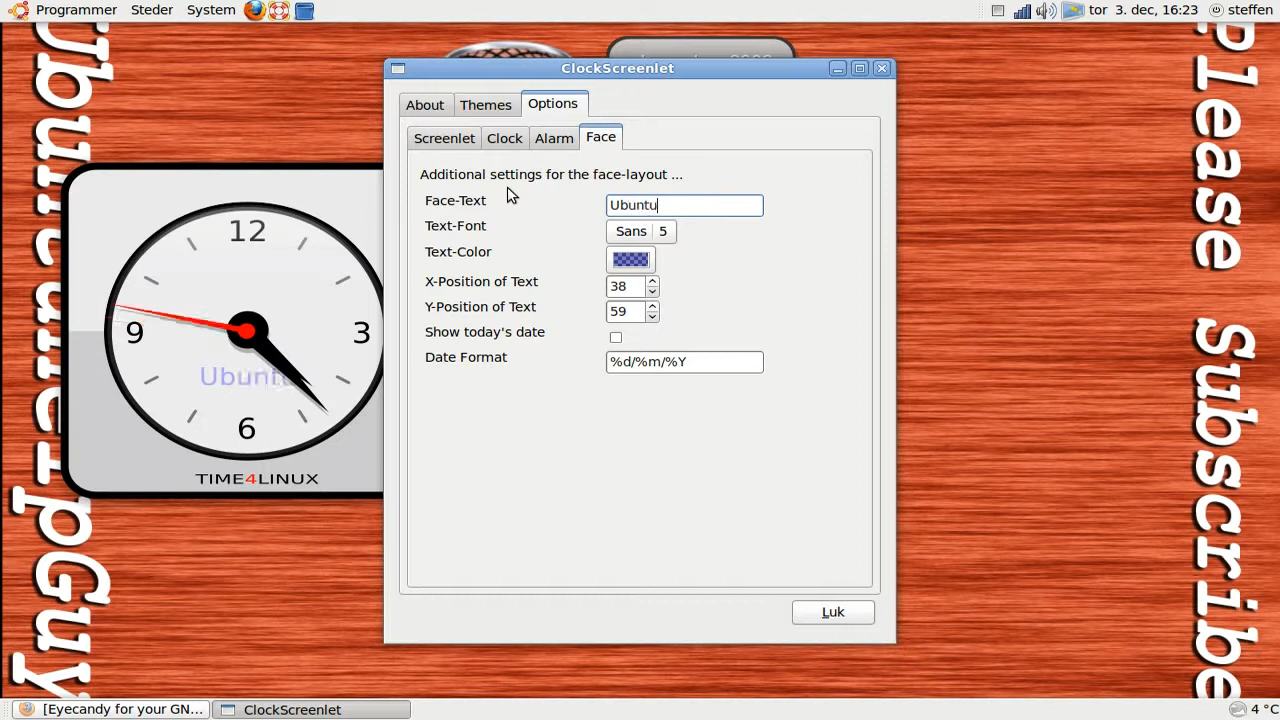 Programmer Steder System
tor 3. dec, 16:23 steffen
ClockScreenlet
About Themes Options
Screenlet Clock Alarm Face
Additional settings for the face-layout ...
Face-Text Ubuntu
Text-Font Sans 5
Text-Color
X-Position of Text 38
Y-Position of Text 59
Show today's date
Date Format %d/%m/%Y
Luk
12
9 3
Ubuntu
6
TIME4LINUX
Please Subscribe
[Eyecandy for your GN...
ClockScreenlet
4 °C